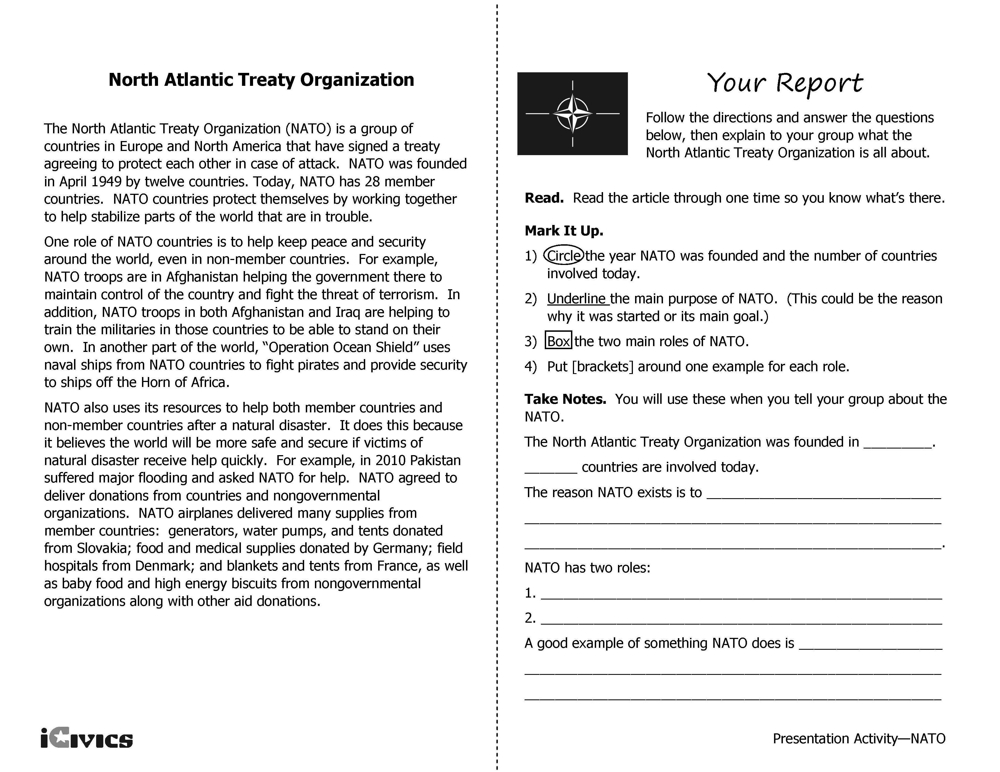 North Atlantic Treaty Organization
The North Atlantic Treaty Organization (NATO) is a group of
countries in Europe and North America that have signed a treaty
agreeing to protect each other in case of attack.  NATO was founded
in April 1949 by twelve countries. Today, NATO has 28 member
countries.  NATO countries protect themselves by working together
to help stabilize parts of the world that are in trouble.
One role of NATO countries is to help keep peace and security
around the world, even in non-member countries.  For example,
NATO troops are in Afghanistan helping the government there to
maintain control of the country and fight the threat of terrorism.  In
addition, NATO troops in both Afghanistan and Iraq are helping to
train the militaries in those countries to be able to stand on their
own.  In another part of the world, “Operation Ocean Shield” uses
naval ships from NATO countries to fight pirates and provide security
to ships off the Horn of Africa.
NATO also uses its resources to help both member countries and
non-member countries after a natural disaster.  It does this because
it believes the world will be more safe and secure if victims of
natural disaster receive help quickly.  For example, in 2010 Pakistan
suffered major flooding and asked NATO for help.  NATO agreed to
deliver donations from countries and nongovernmental
organizations.  NATO airplanes delivered many supplies from
member countries:  generators, water pumps, and tents donated
from Slovakia; food and medical supplies donated by Germany; field
hospitals from Denmark; and blankets and tents from France, as well
as baby food and high energy biscuits from nongovernmental
organizations along with other aid donations.
iCivics
Your Report
Follow the directions and answer the questions
below, then explain to your group what the
North Atlantic Treaty Organization is all about.
Read.  Read the article through one time so you know what’s there.
Mark It Up.
1) Circle the year NATO was founded and the number of countries
involved today.
2) Underline the main purpose of NATO.  (This could be the reason
why it was started or its main goal.)
3) Box the two main roles of NATO.
4) Put [brackets] around one example for each role.
Take Notes.  You will use these when you tell your group about the
NATO.
The North Atlantic Treaty Organization was founded in _________.
_______ countries are involved today.
The reason NATO exists is to _______________________________
_______________________________________________________
_______________________________________________________.
NATO has two roles:
1. _____________________________________________________
2. _____________________________________________________
A good example of something NATO does is ___________________
_______________________________________________________
_______________________________________________________
Presentation Activity—NATO